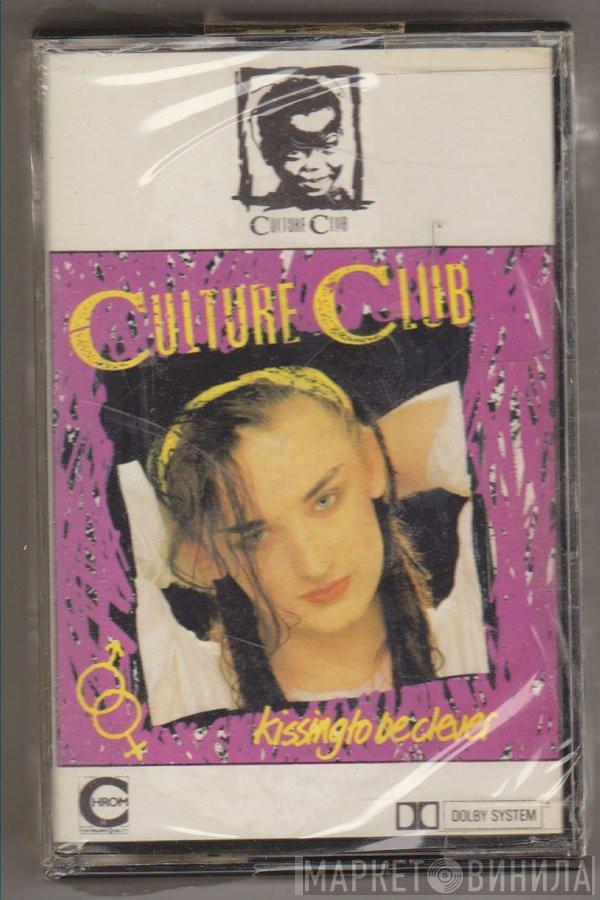 CULTURE CLUB
CULTURE CLUB
kissing to be clever
CHROM
DOLBY SYSTEM
МАРКЕТ ВИНИЛА